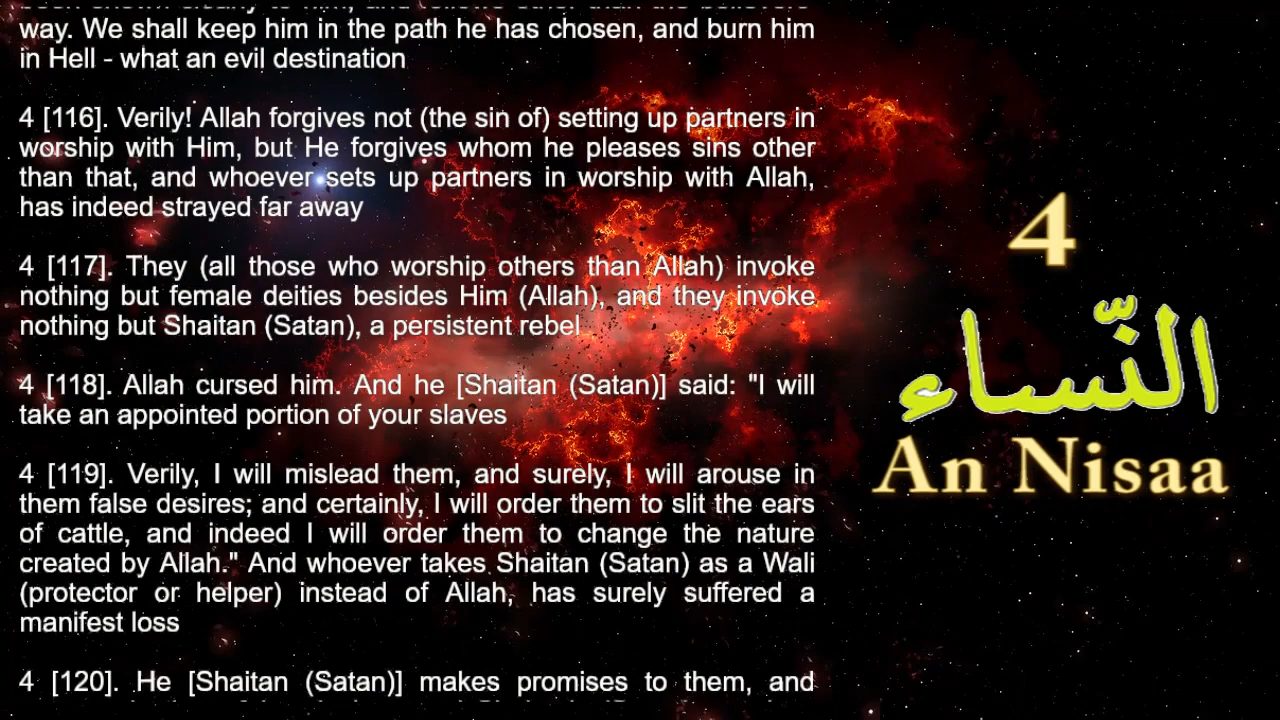 way. We shall keep him in the path he has chosen, and burn him
in Hell - what an evil destination
4 [116]. Verily! Allah forgives not (the sin of) setting up partners in
worship with Him, but He forgives whom he pleases sins other
than that, and whoever sets up partners in worship with Allah,
has indeed strayed far away
4 [117]. They (all those who worship others than Allah) invoke
nothing but female deities besides Him (Allah), and they invoke
nothing but Shaitan (Satan), a persistent rebel
4 [118]. Allah cursed him. And he [Shaitan (Satan)] said: "I will
take an appointed portion of your slaves
4 [119]. Verily, I will mislead them, and surely, I will arouse in
them false desires; and certainly, I will order them to slit the ears
of cattle, and indeed I will order them to change the nature
created by Allah." And whoever takes Shaitan (Satan) as a Wali
(protector or helper) instead of Allah, has surely suffered a
manifest loss
4 [120]. He [Shaitan (Satan)] makes promises to them, and
4
النّساء
An Nisaa